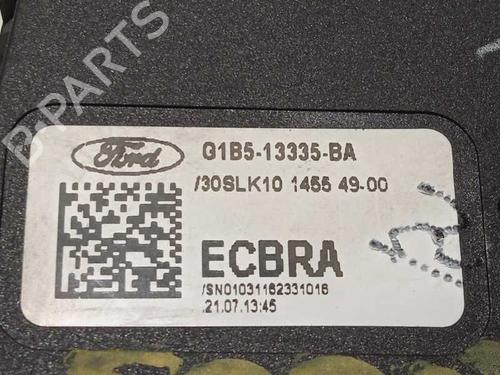 B-PARTS
Ford
G1B5-13335-BA
/30SLK10 1455 49-00
ECBRA
/SN01031162331016
21.07.13:45